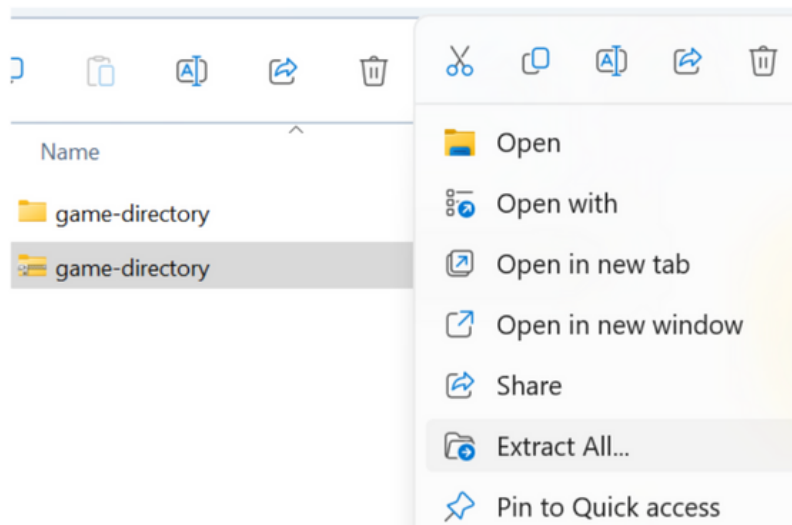 Name
game-directory
game-directory
Open
Open with
Open in new tab
Open in new window
Share
Extract All...
Pin to Quick access